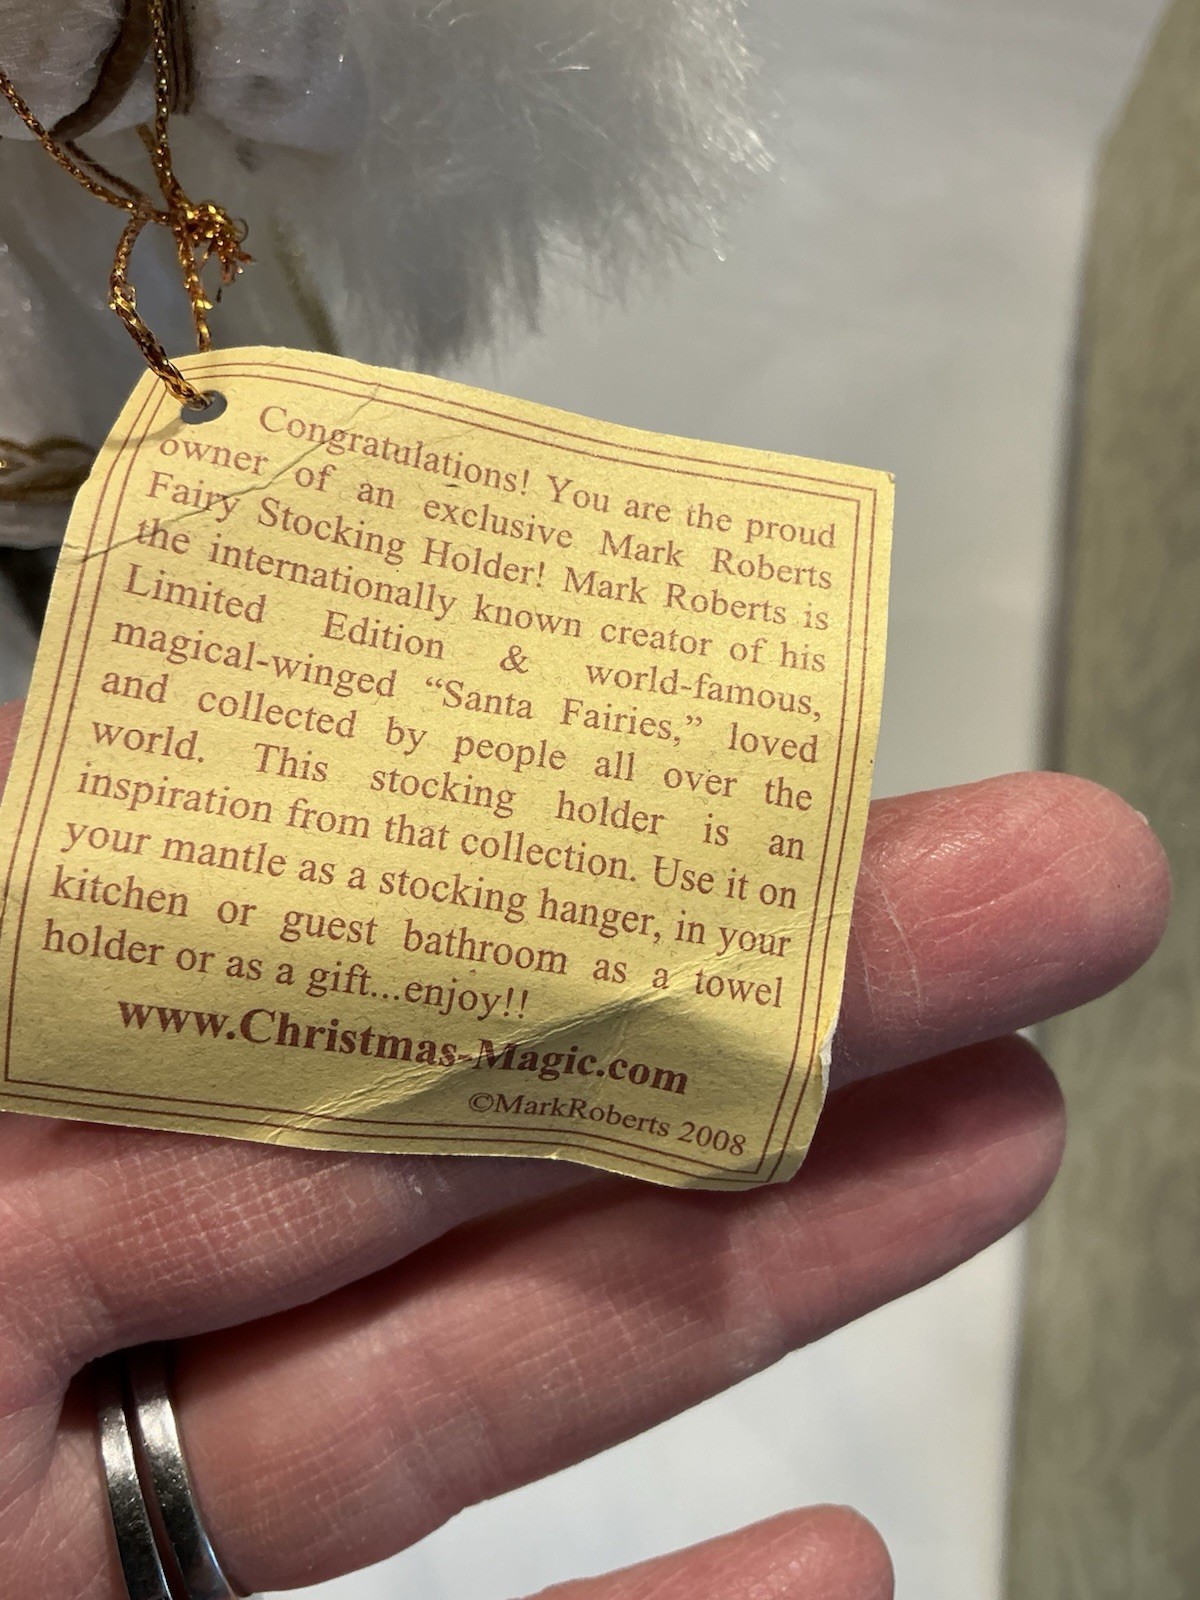 Congratulations! You are the proud
owner of an exclusive Mark Roberts
Fairy Stocking Holder! Mark Roberts is
the internationally known creator of his
Limited Edition & world-famous,
magical-winged “Santa Fairies,” loved
and collected by people all over the
world. This stocking holder is an
inspiration from that collection. Use it on
your mantle as a stocking hanger, in your
kitchen or guest bathroom as a towel
holder or as a gift...enjoy!!
www.Christmas-Magic.com
©MarkRoberts 2008